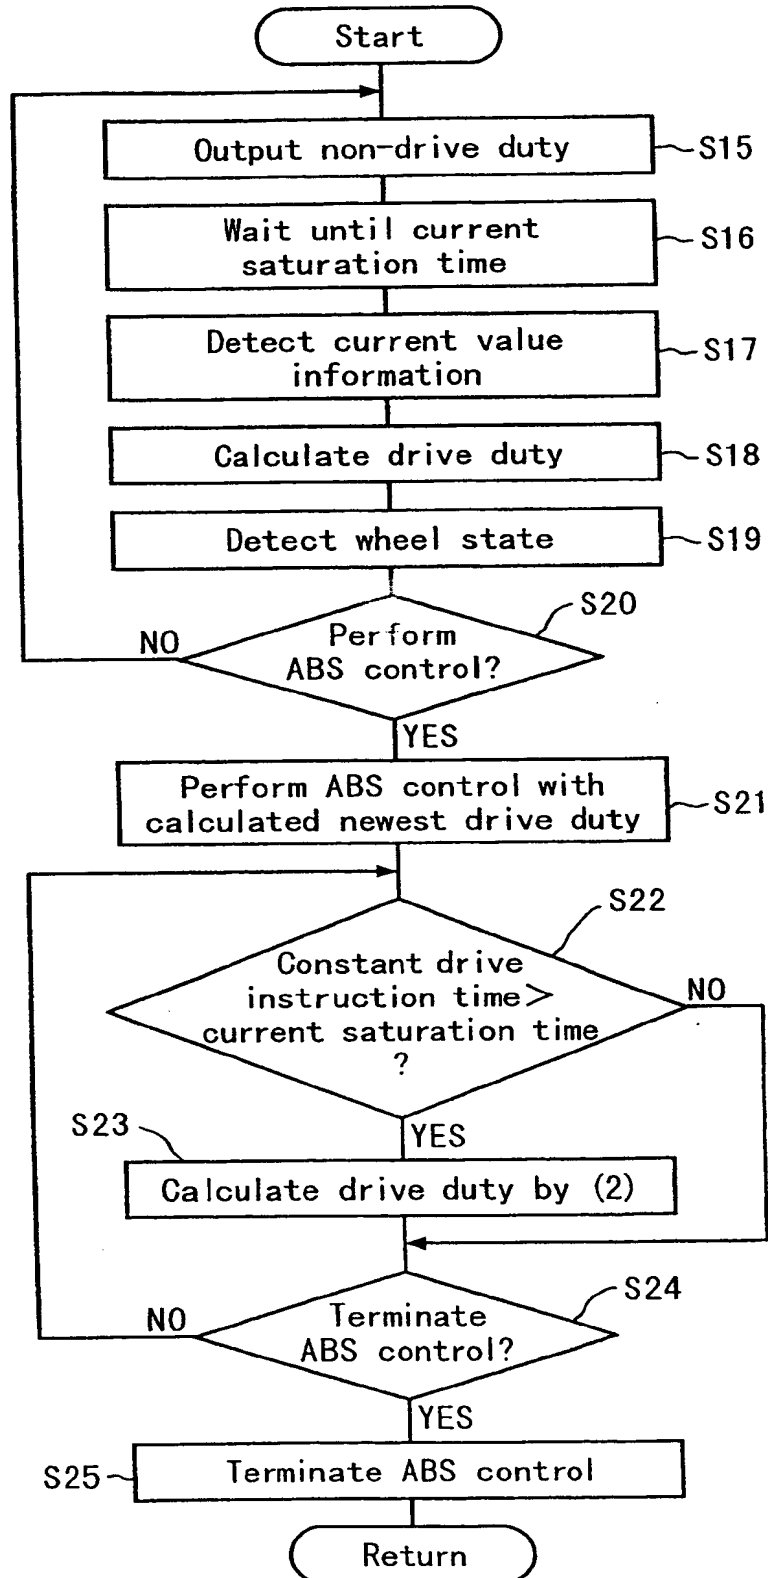 Start
Output non-drive duty
S15
Wait until current
saturation time
S16
Detect current value
information
S17
Calculate drive duty
S18
Detect wheel state
S19
S20
Perform
ABS control?
NO
YES
Perform ABS control with
calculated newest drive duty
S21
S22
Constant drive
instruction time>
current saturation time
?
NO
YES
S23
Calculate drive duty by (2)
S24
Terminate
ABS control?
NO
YES
S25
Terminate ABS control
Return